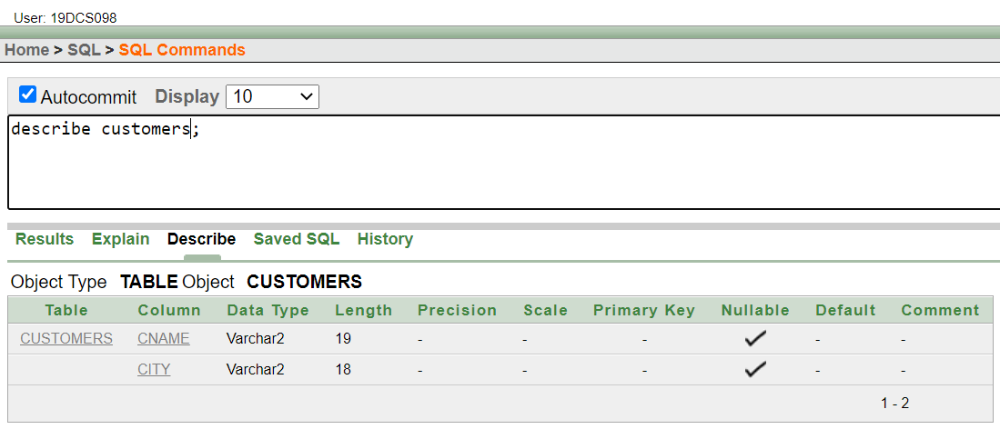 User: 19DCS098
Home > SQL > SQL Commands
Autocommit Display 10
describe customers;
Results Explain Describe Saved SQL History
Object Type TABLE Object CUSTOMERS
Table Column Data Type Length Precision Scale Primary Key Nullable Default Comment
CUSTOMERS CNAME Varchar2 19 - - - - -
CITY Varchar2 18 - - - - -
1 - 2